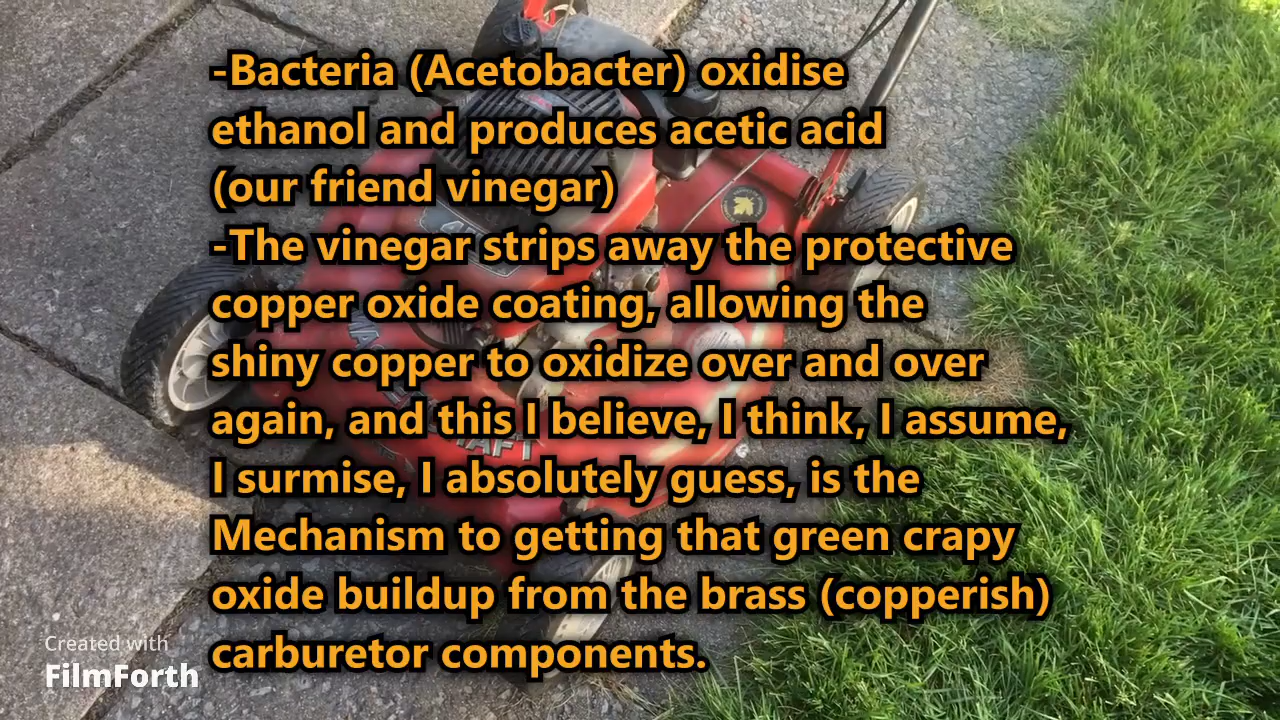 -Bacteria (Acetobacter) oxidise
ethanol and produces acetic acid
(our friend vinegar)
-The vinegar strips away the protective
copper oxide coating, allowing the
shiny copper to oxidize over and over
again, and this I believe, I think, I assume,
I surmise, I absolutely guess, is the
Mechanism to getting that green crapy
oxide buildup from the brass (copperish)
carburetor components.
Created with
FilmForth